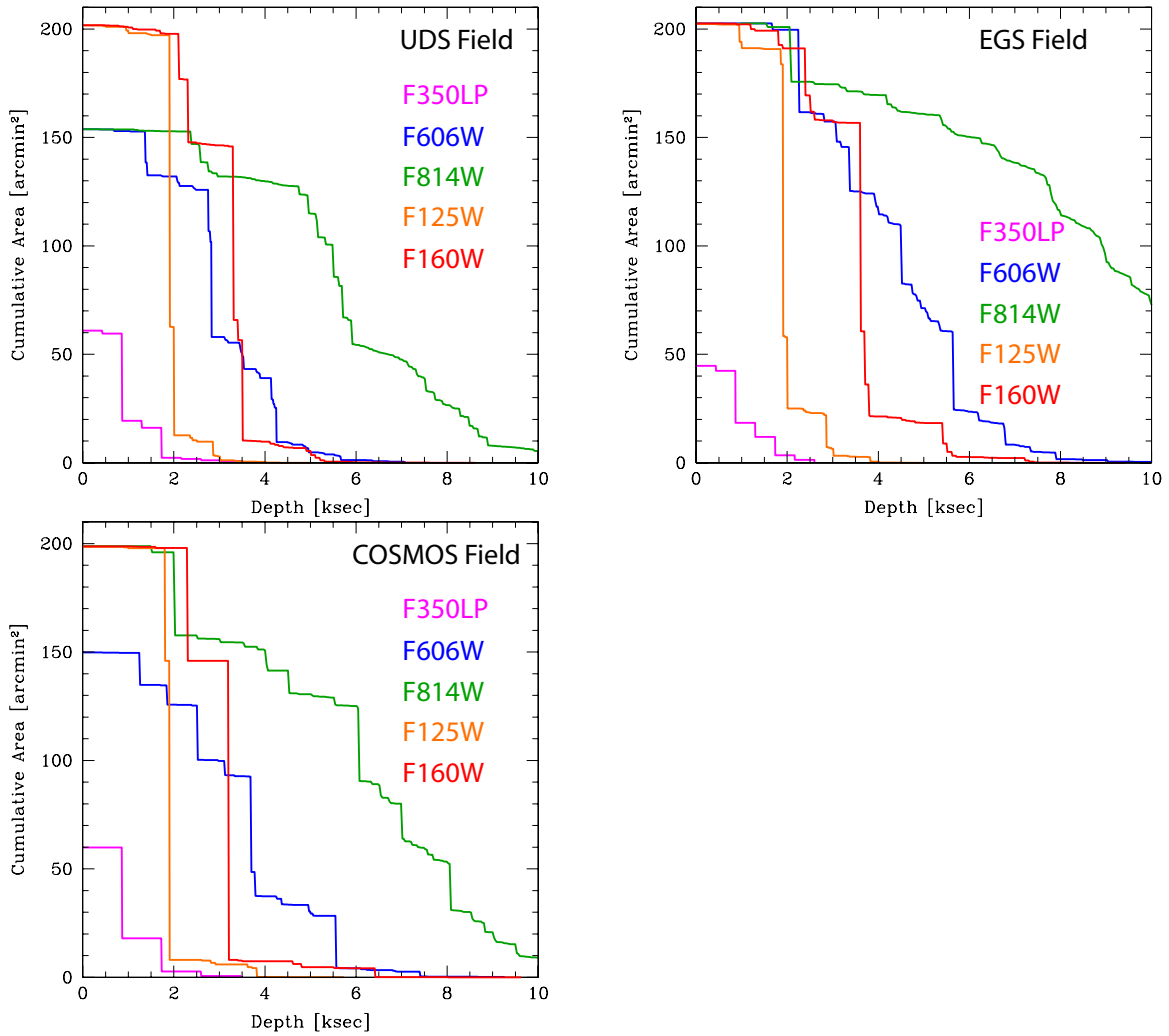 UDS Field
F350LP
F606W
F814W
F125W
F160W
Cumulative Area [arcmin²]
200
150
100
50
0
0 2 4 6 8 10
Depth [ksec]
EGS Field
F350LP
F606W
F814W
F125W
F160W
Cumulative Area [arcmin²]
200
150
100
50
0
0 2 4 6 8 10
Depth [ksec]
COSMOS Field
F350LP
F606W
F814W
F125W
F160W
Cumulative Area [arcmin²]
200
150
100
50
0
0 2 4 6 8 10
Depth [ksec]